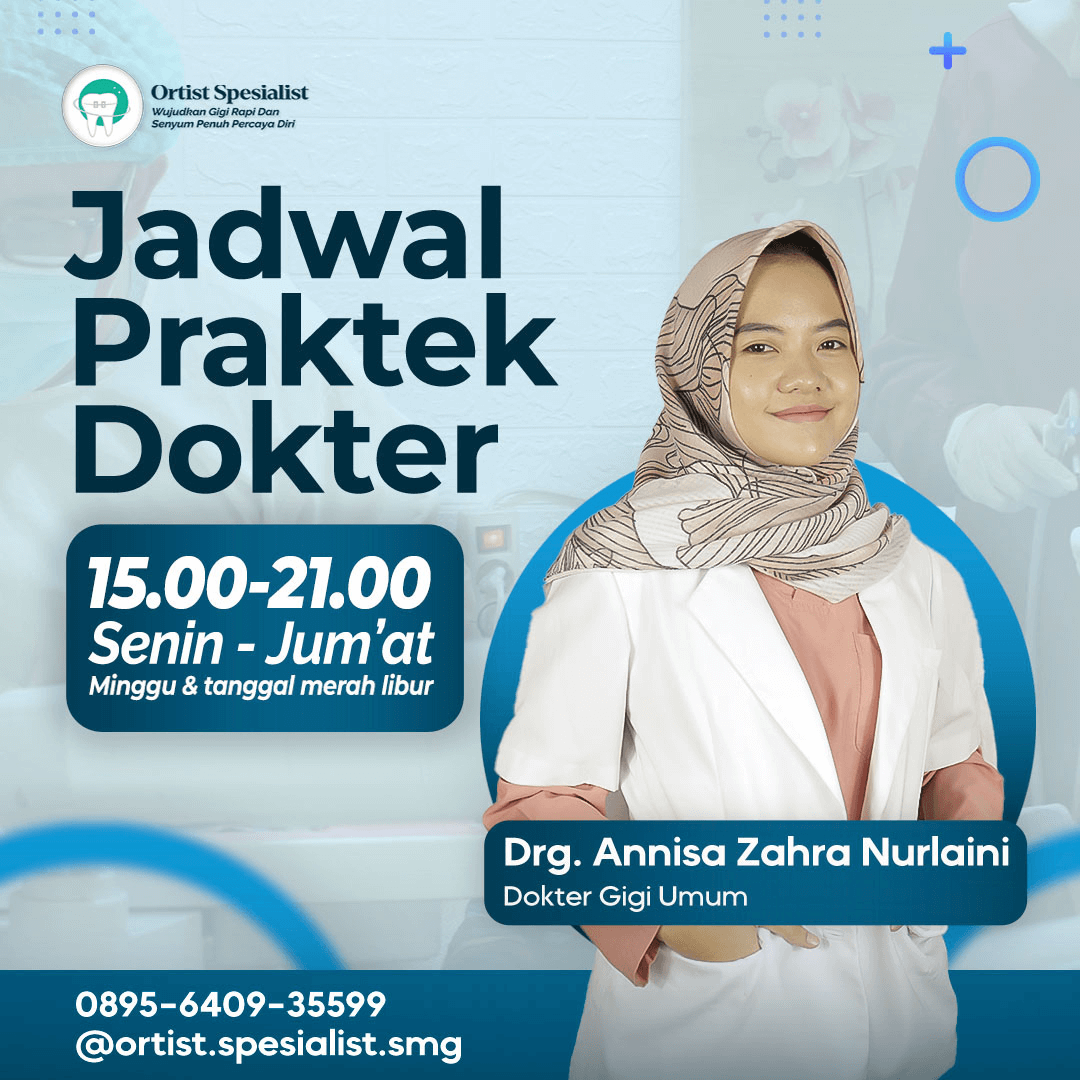 Ortist Spesialist
Wujudkan Gigi Rapi Dan
Senyum Penuh Percaya Diri
Jadwal
Praktek
Dokter
15.00-21.00
Senin - Jum'at
Minggu & tanggal merah libur
Drg. Annisa Zahra Nurlaini
Dokter Gigi Umum
0895-6409-35599
@ortist.spesialist.smg